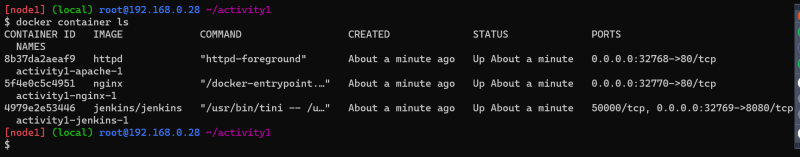 [node1] (local) root@192.168.0.28 ~/activity1
$ docker container ls
CONTAINER ID   IMAGE             COMMAND                  CREATED              STATUS              PORTS
  NAMES
8b37da2aeaf9   httpd             "httpd-foreground"       About a minute ago   Up About a minute   0.0.0.0:32768->80/tcp
  activity1-apache-1
5f4e0c5c4951   nginx             "/docker-entrypoint.…"   About a minute ago   Up About a minute   0.0.0.0:32770->80/tcp
  activity1-nginx-1
4979e2e53446   jenkins/jenkins   "/usr/bin/tini -- /u…"   About a minute ago   Up About a minute   50000/tcp, 0.0.0.0:32769->8080/tcp
  activity1-jenkins-1
[node1] (local) root@192.168.0.28 ~/activity1
$